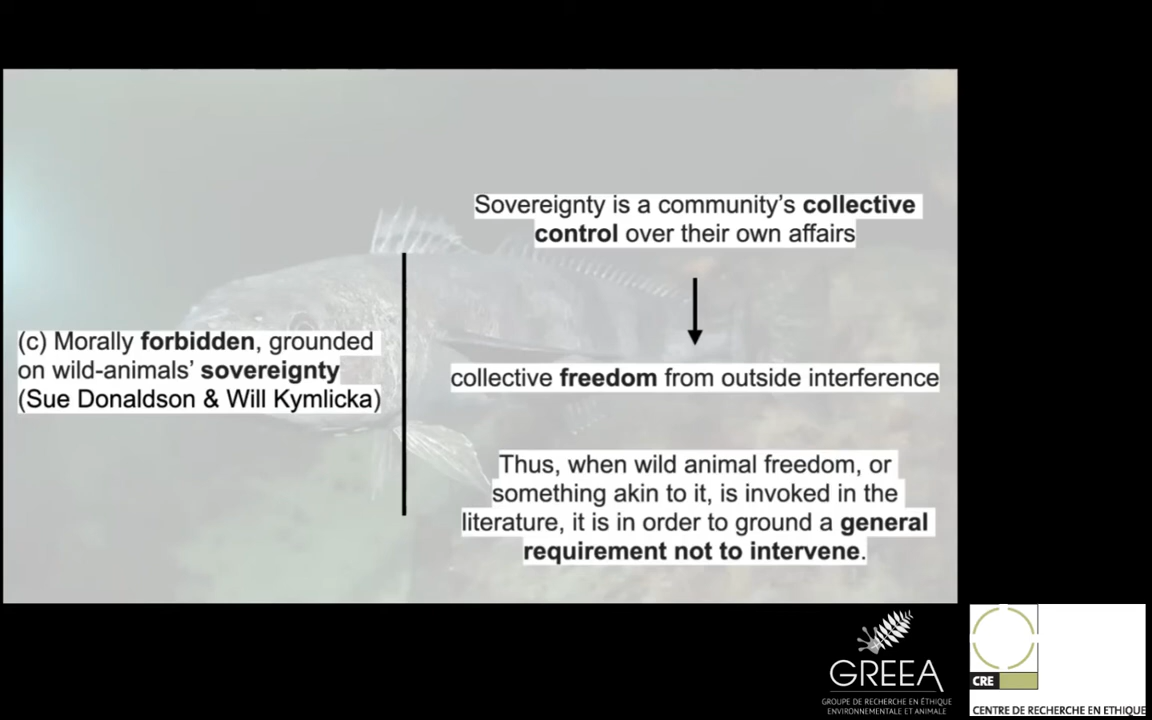 Sovereignty is a community's collective
control over their own affairs
(c) Morally forbidden, grounded
on wild-animals' sovereignty
(Sue Donaldson & Will Kymlicka)
collective freedom from outside interference
Thus, when wild animal freedom, or
something akin to it, is invoked in the
literature, it is in order to ground a general
requirement not to intervene.
GREEA
GROUPE DE RECHERCHE EN ÉTHIQUE
ENVIRONNEMENTALE ET ANIMALE
CRE
CENTRE DE RECHERCHE EN ETHIQUE